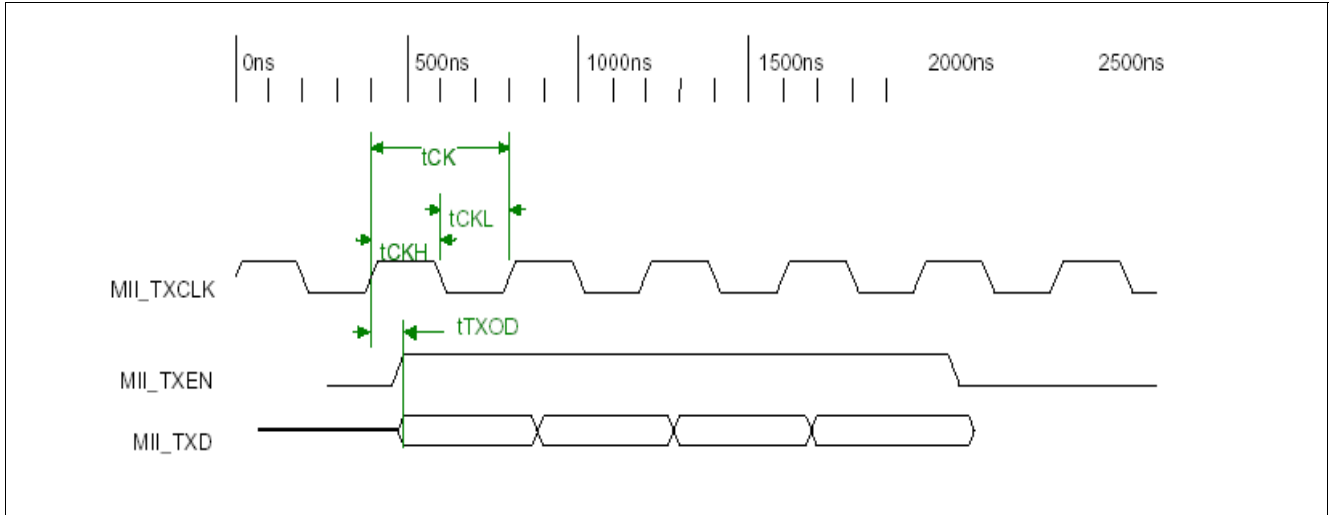 0ns 500ns 1000ns 1500ns 2000ns 2500ns
tCK
tCKL
tCKH
MII_TXCLK
tTXOD
MII_TXEN
MII_TXD